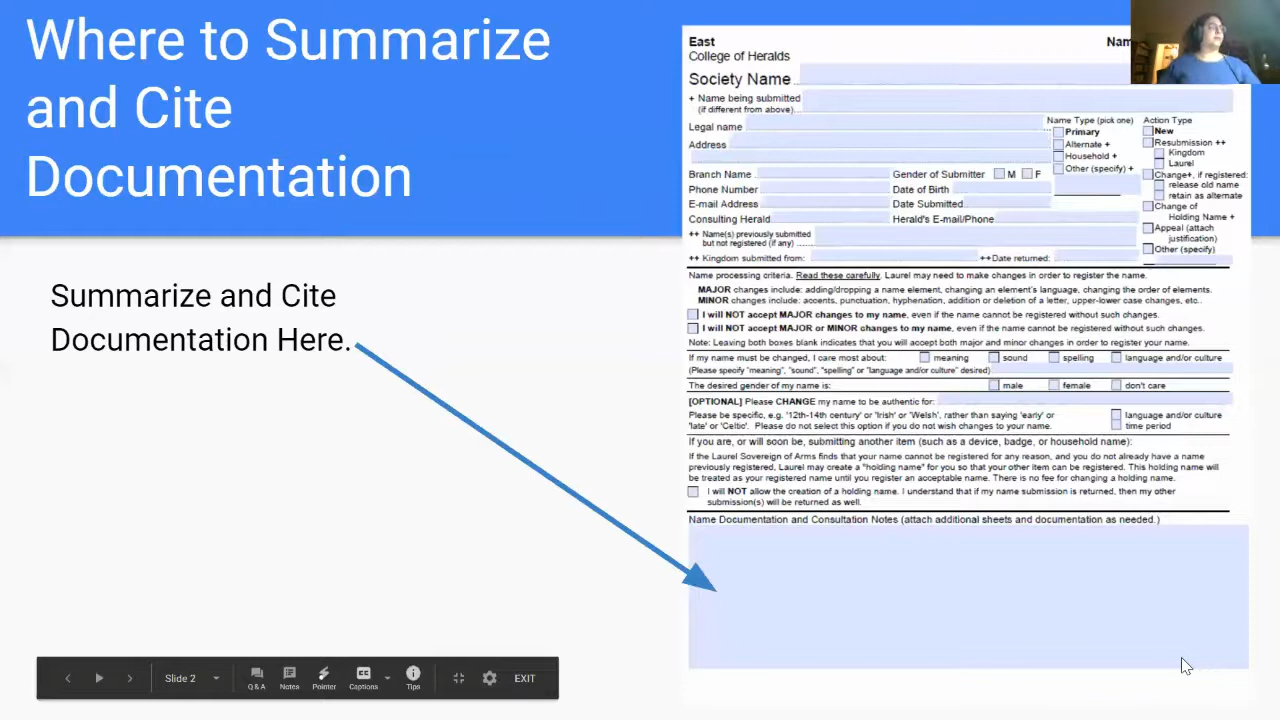 Where to Summarize
and Cite
Documentation
Summarize and Cite
Documentation Here.
East
College of Heralds
Society Name
+ Name being submitted
(if different from above)...
Legal name
Address
Name Type (pick one)
Primary
Alternate +
Household +
Other (specify) +
Action Type
New
Resubmission ++
Kingdom
Laurel
Change+, if registered:
release old name
retain as alternate
Change of
Holding Name +
Appeal (attach
justification)
Other (specify)
Branch Name
Gender of Submitter M F
Phone Number
Date of Birth
E-mail Address
Date Submitted
Consulting Herald
Herald's E-mail/Phone
++ Name(s) previously submitted
but not registered (if any) ......
++ Kingdom submitted from:
++Date returned:
Name processing criteria. Read these carefully. Laurel may need to make changes in order to register the name.
MAJOR changes include: adding/dropping a name element, changing an element's language, changing the order of elements.
MINOR changes include: accents, punctuation, hyphenation, addition or deletion of a letter, upper-lower case changes, etc..
I will NOT accept MAJOR changes to my name, even if the name cannot be registered without such changes.
I will NOT accept MAJOR or MINOR changes to my name, even if the name cannot be registered without such changes.
Note: Leaving both boxes blank indicates that you will accept both major and minor changes in order to register your name.
If my name must be changed, I care most about: meaning sound spelling language and/or culture
(Please specify "meaning", "sound", "spelling" or "language and/or culture" desired)
The desired gender of my name is: male female don't care
[OPTIONAL] Please CHANGE my name to be authentic for:
Please be specific, e.g. '12th-14th century' or 'Irish' or 'Welsh', rather than saying 'early' or
'late' or 'Celtic'. Please do not select this option if you do not wish changes to your name.
language and/or culture
time period
If you are, or will soon be, submitting another item (such as a device, badge, or household name):
If the Laurel Sovereign of Arms finds that your name cannot be registered for any reason, and you do not already have a name
previously registered, Laurel may create a "holding name" for you so that your other item can be registered. This holding name will
be treated as your registered name until you register an acceptable name. There is no fee for changing a holding name.
I will NOT allow the creation of a holding name. I understand that if my name submission is returned, then my other
submission(s) will be returned as well.
Name Documentation and Consultation Notes (attach additional sheets and documentation as needed.)
Slide 2
Q & A
Notes
Pointer
CC
Captions
Tips
EXIT